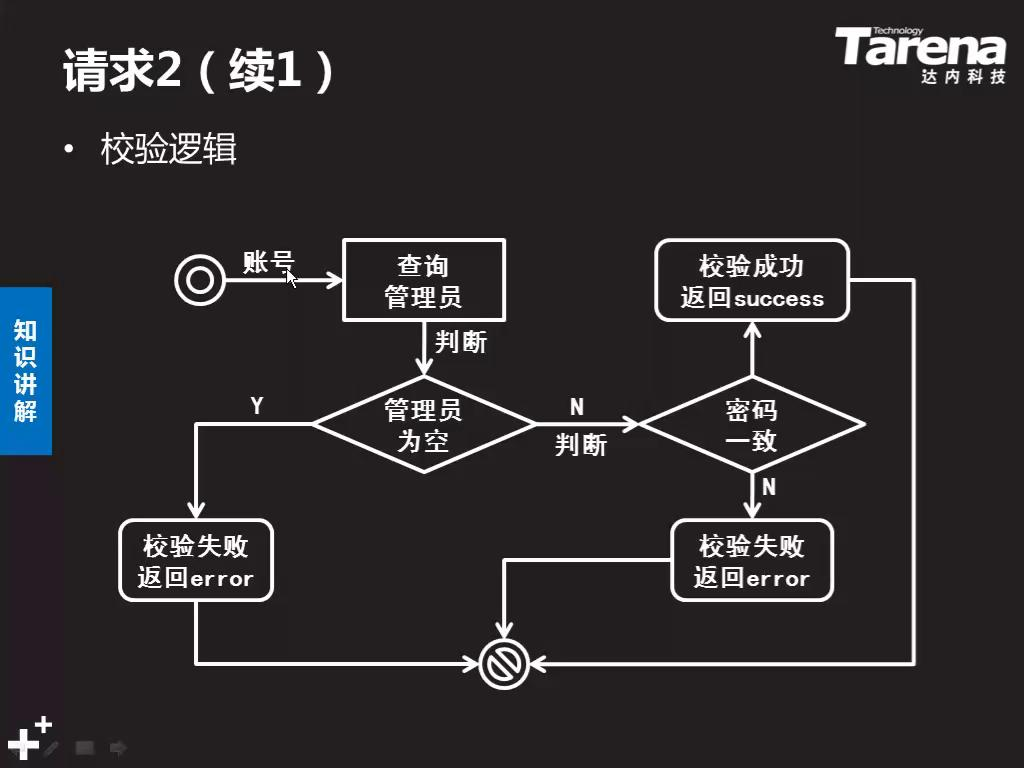 请求2（续1）
Technology
Tarena
达内科技
• 校验逻辑
账号
查询
管理员
校验成功
返回success
判断
知识讲解
Y
管理员
为空
N
判断
密码
一致
N
校验失败
返回error
校验失败
返回error